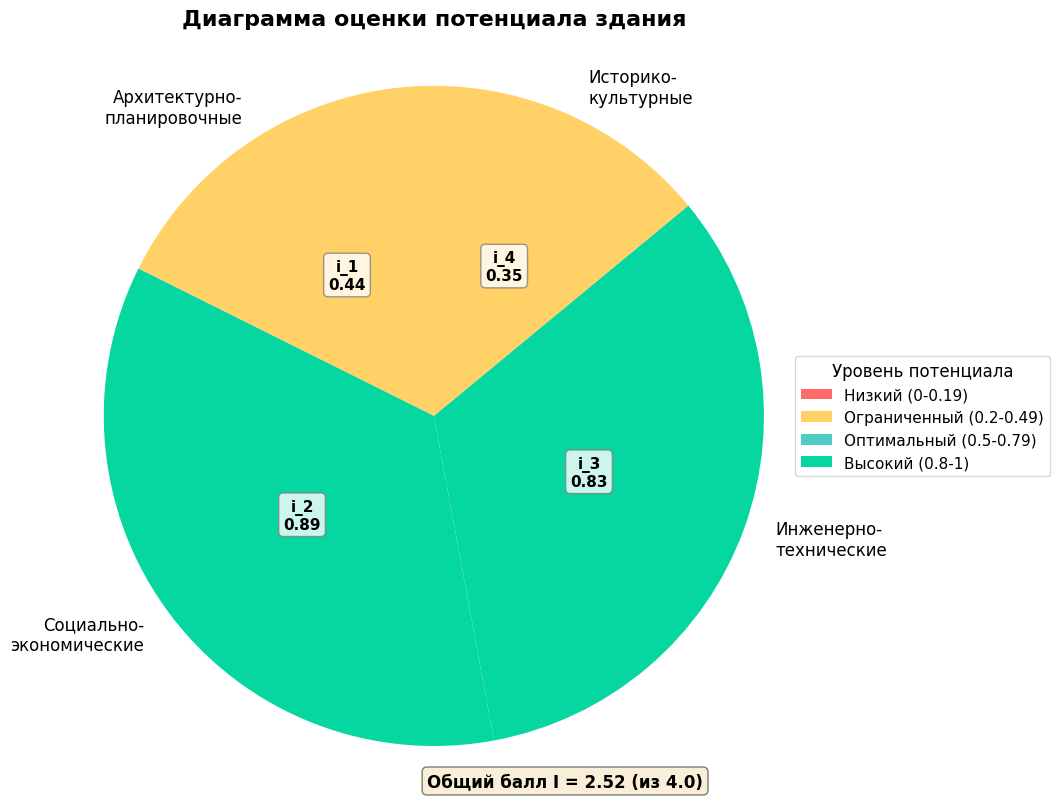 Диаграмма оценки потенциала здания
Историко-
культурные
Архитектурно-
планировочные
i_4
0.35
i_1
0.44
Уровень потенциала
Низкий (0-0.19)
Ограниченный (0.2-0.49)
Оптимальный (0.5-0.79)
Высокий (0.8-1)
i_3
0.83
i_2
0.89
Инженерно-
технические
Социально-
экономические
Общий балл I = 2.52 (из 4.0)